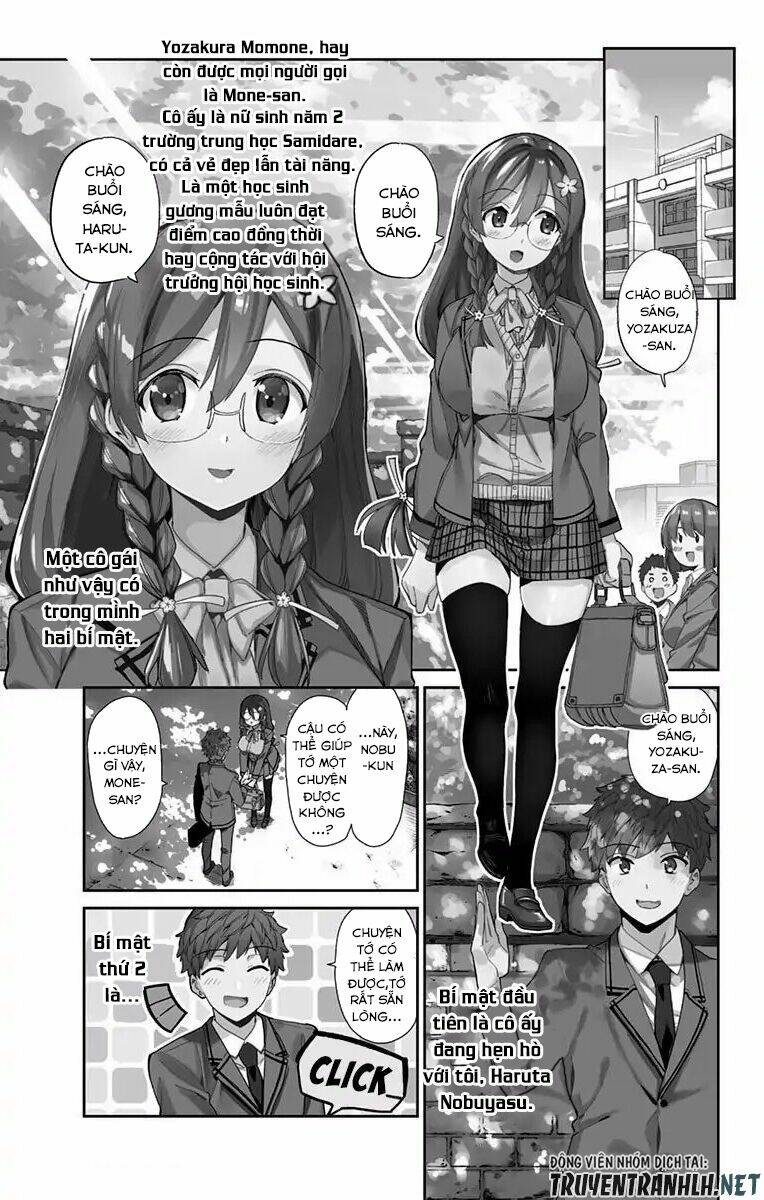 Yozakura Momone, hay
còn được mọi người gọi
là Mone-san.
Cô ấy là nữ sinh năm 2
trường trung học Samidare,
có cả vẻ đẹp lẫn tài năng.
Là một học sinh
gương mẫu luôn đạt
điểm cao đồng thời
hay cộng tác với hội
trưởng hội học sinh.
CHÀO BUỔI
SÁNG,
YOZAKUZA
-SAN.
CHÀO
BUỔI
SÁNG.
CHÀO
BUỔI
SÁNG,
HARU-
TA-KUN.
Một cô gái
như vậy có
trong mình
hai bí mật.
CHÀO BUỔI
SÁNG,
YOZAKU-
ZA-SAN.
Bí mật đầu
tiên là cô ấy
đang hẹn hò
với tôi, Haruta
Nobuyasu.
...NÀY,
NOBU
-KUN
CẬU CÓ
THỂ GIÚP
TỚ MỘT
CHUYỆN
ĐƯỢC
KHÔNG
...?
...CHUYỆN
GÌ VẬY,
MONE-
SAN?
CHUYỆN
TỚ CÓ
THỂ LÀM
ĐƯỢC,TỚ
RẤT SẴN
LÒNG...
Bí mật
thứ 2
là...
CLICK_
ĐỘNG VIÊN NHÓM DỊCH TẠI:
TRUYENTRANHLH.NET